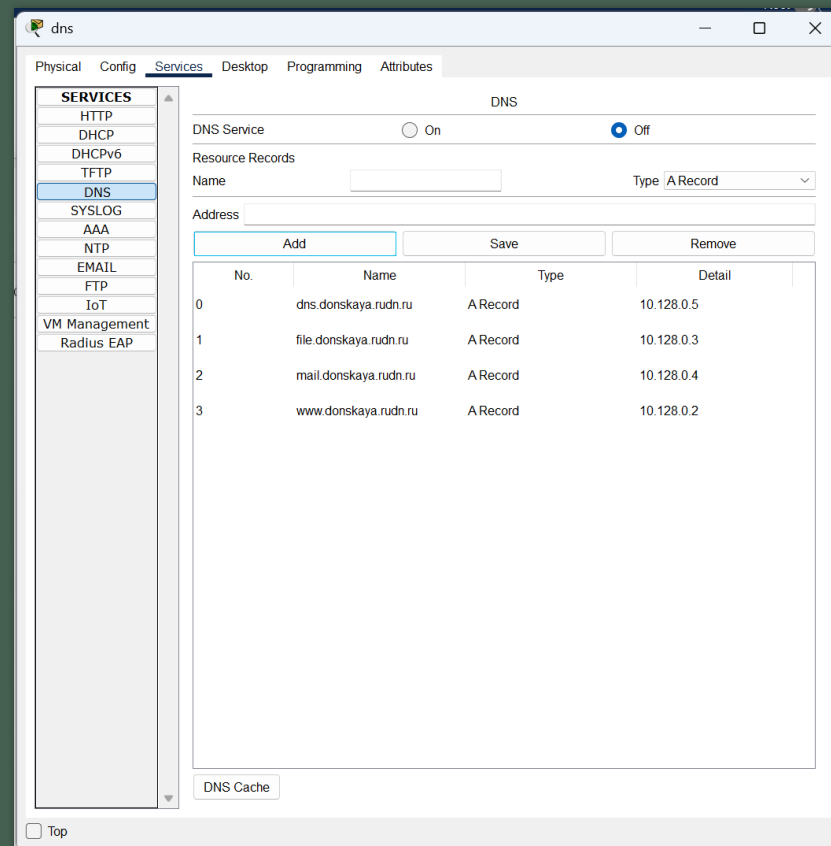 dns
Physical Config Services Desktop Programming Attributes
SERVICES
HTTP
DHCP
DHCPv6
TFTP
DNS
SYSLOG
AAA
NTP
EMAIL
FTP
IoT
VM Management
Radius EAP
DNS
DNS Service On Off
Resource Records
Name Type A Record
Address
Add Save Remove
No. Name Type Detail
0 dns.donskaya.rudn.ru A Record 10.128.0.5
1 file.donskaya.rudn.ru A Record 10.128.0.3
2 mail.donskaya.rudn.ru A Record 10.128.0.4
3 www.donskaya.rudn.ru A Record 10.128.0.2
DNS Cache
Top